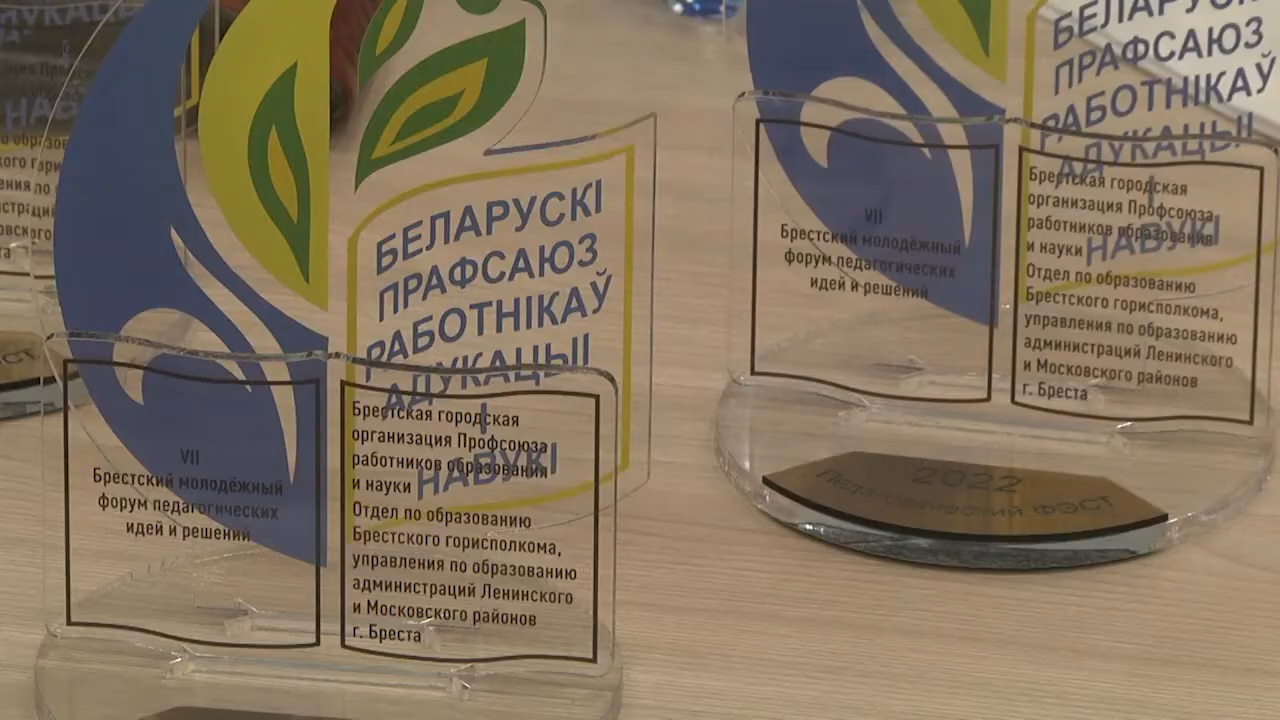 БЕЛАРУСКІ
ПРАФСАЮЗ
РАБОТНІКАЎ
АДУКАЦЫІ
І
НАВУКІ
VII
Брестский молодёжный
форум педагогических
идей и решений
Брестская городская
организация Профсоюза
работников образования
и науки
Отдел по образованию
Брестского горисполкома,
управления по образованию
администраций Ленинского
и Московского районов
г. Бреста
БЕЛАРУСКІ
ПРАФСАЮЗ
РАБОТНІКАЎ
АДУКАЦЫІ
І
НАВУКІ
VII
Брестский молодёжный
форум педагогических
идей и решений
Брестская городская
организация Профсоюза
работников образования
и науки
Отдел по образованию
Брестского горисполкома,
управления по образованию
администраций Ленинского
и Московского районов
г. Бреста
2022
Педагогический ФЭСТ